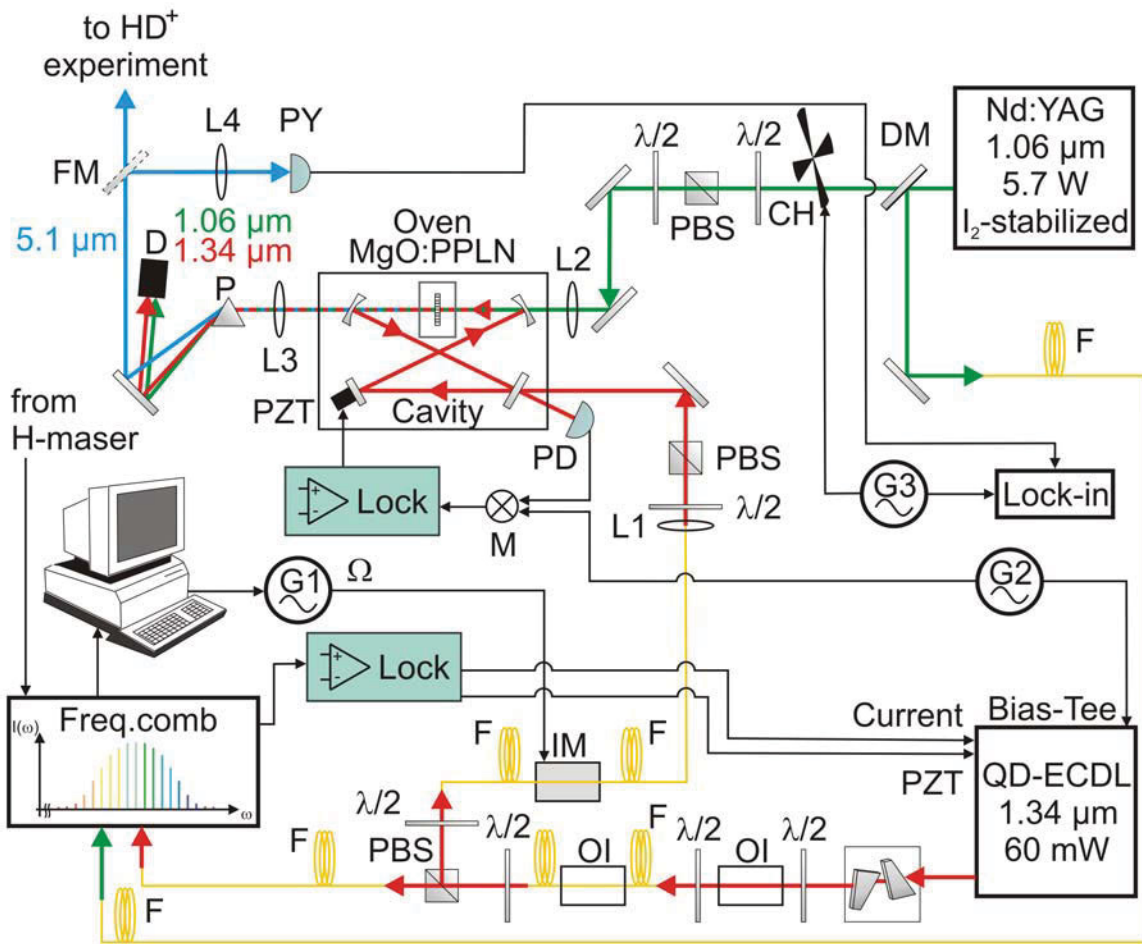 to HD⁺
experiment
L4
PY
λ/2
λ/2
DM
Nd:YAG
1.06 µm
5.7 W
I₂-stabilized
FM
PBS
CH
5.1 µm
1.06 µm
1.34 µm
D
Oven
MgO:PPLN
L2
P
L3
F
PZT
Cavity
PD
from
H-maser
PBS
λ/2
L1
Lock
M
G3
Lock-in
G1
Ω
G2
Lock
Freq.comb
I(ω)
ω
F
IM
F
Current
PZT
Bias-Tee
QD-ECDL
1.34 µm
60 mW
λ/2
F
PBS
λ/2
F
OI
λ/2
OI
λ/2
F